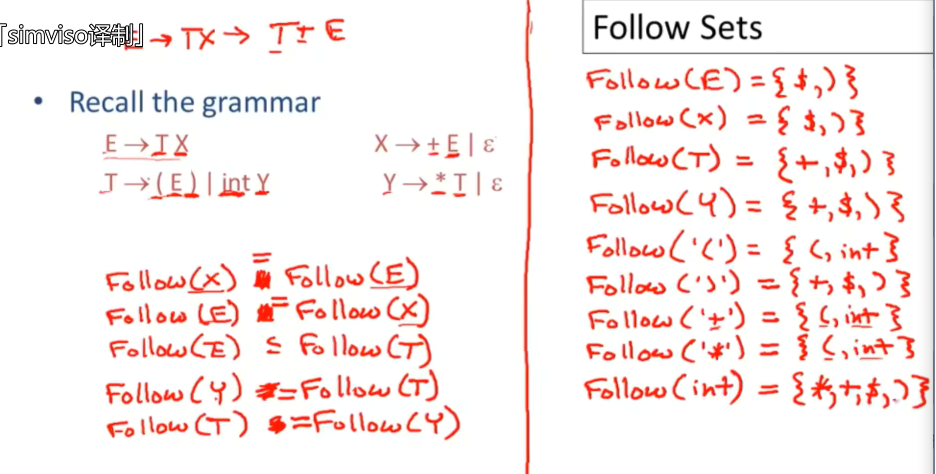 「simviso译制」
E → TX → T + E
• Recall the grammar
E → T X X → + E | ε
T → ( E ) | int Y Y → * T | ε
Follow(X) = Follow(E)
Follow(E) = Follow(X)
Follow(E) ⊆ Follow(T)
Follow(Y) = Follow(T)
Follow(T) = Follow(Y)
Follow Sets
Follow(E) = { $, ) }
Follow(X) = { $, ) }
Follow(T) = { +, $, ) }
Follow(Y) = { +, $, ) }
Follow('(') = { (, int }
Follow(')') = { +, $, ) }
Follow('+') = { (, int }
Follow('*') = { (, int }
Follow(int) = { *, +, $, ) }